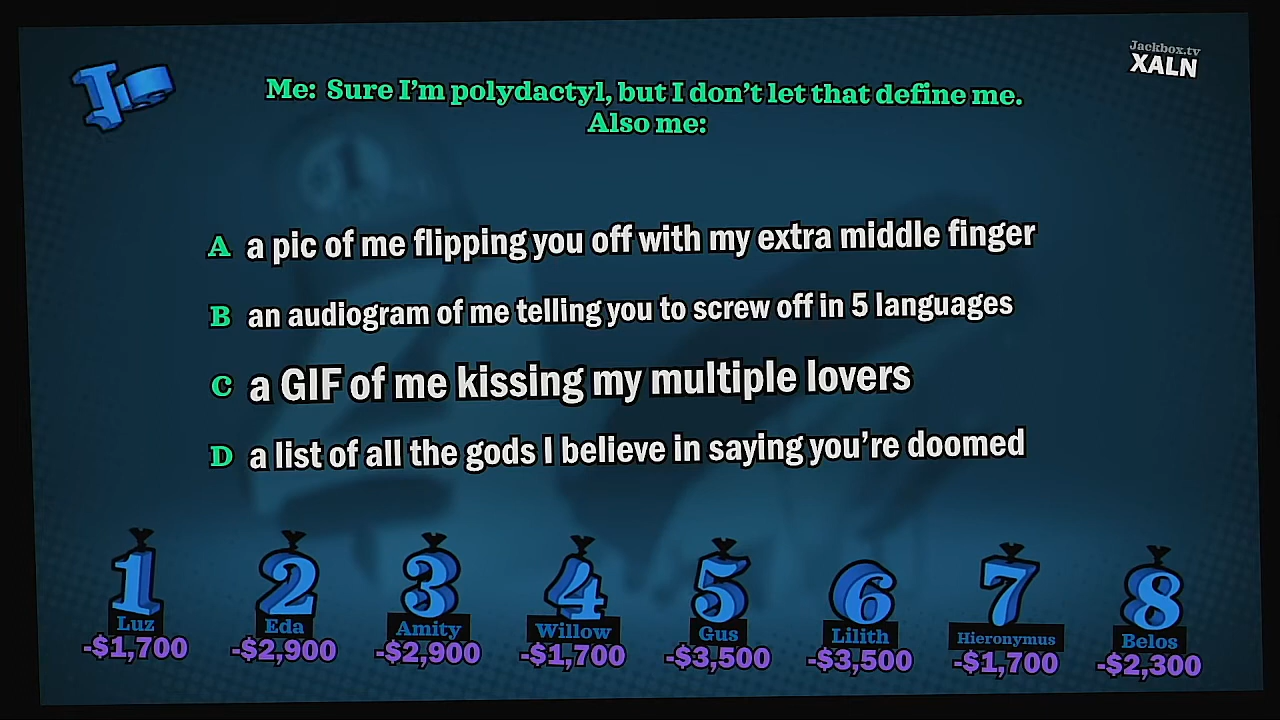 Jackbox.tv
XALN
Me: Sure I'm polydactyl, but I don't let that define me.
Also me:
A a pic of me flipping you off with my extra middle finger
B an audiogram of me telling you to screw off in 5 languages
C a GIF of me kissing my multiple lovers
D a list of all the gods I believe in saying you're doomed
1 2 3 4 5 6 7 8
Luz Eda Amity Willow Gus Lilith Hieronymus Belos
-$1,700 -$2,900 -$2,900 -$1,700 -$3,500 -$3,500 -$1,700 -$2,300